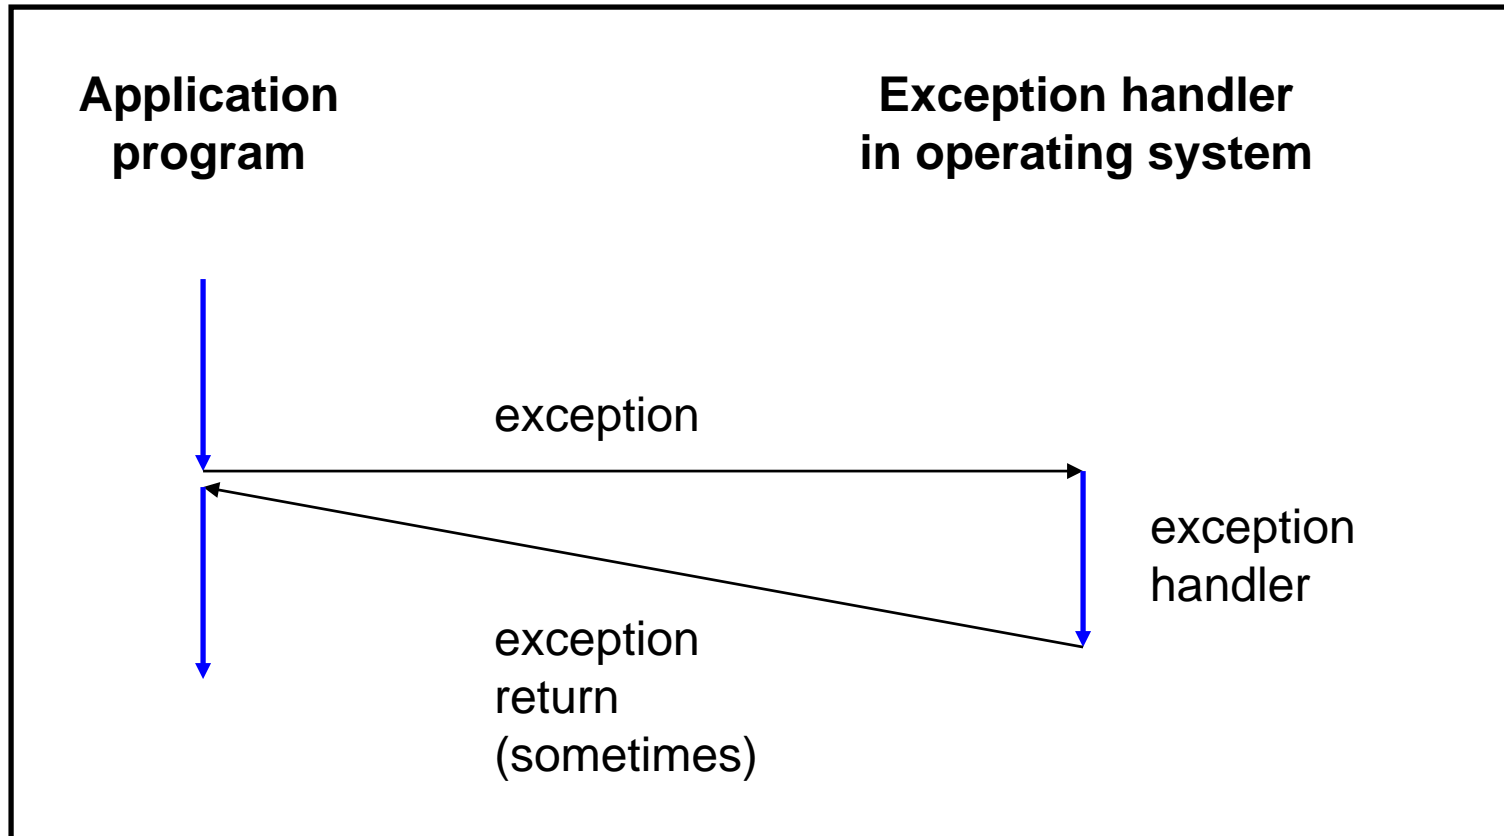 Application
program
Exception handler
in operating system
exception
exception
handler
exception
return
(sometimes)